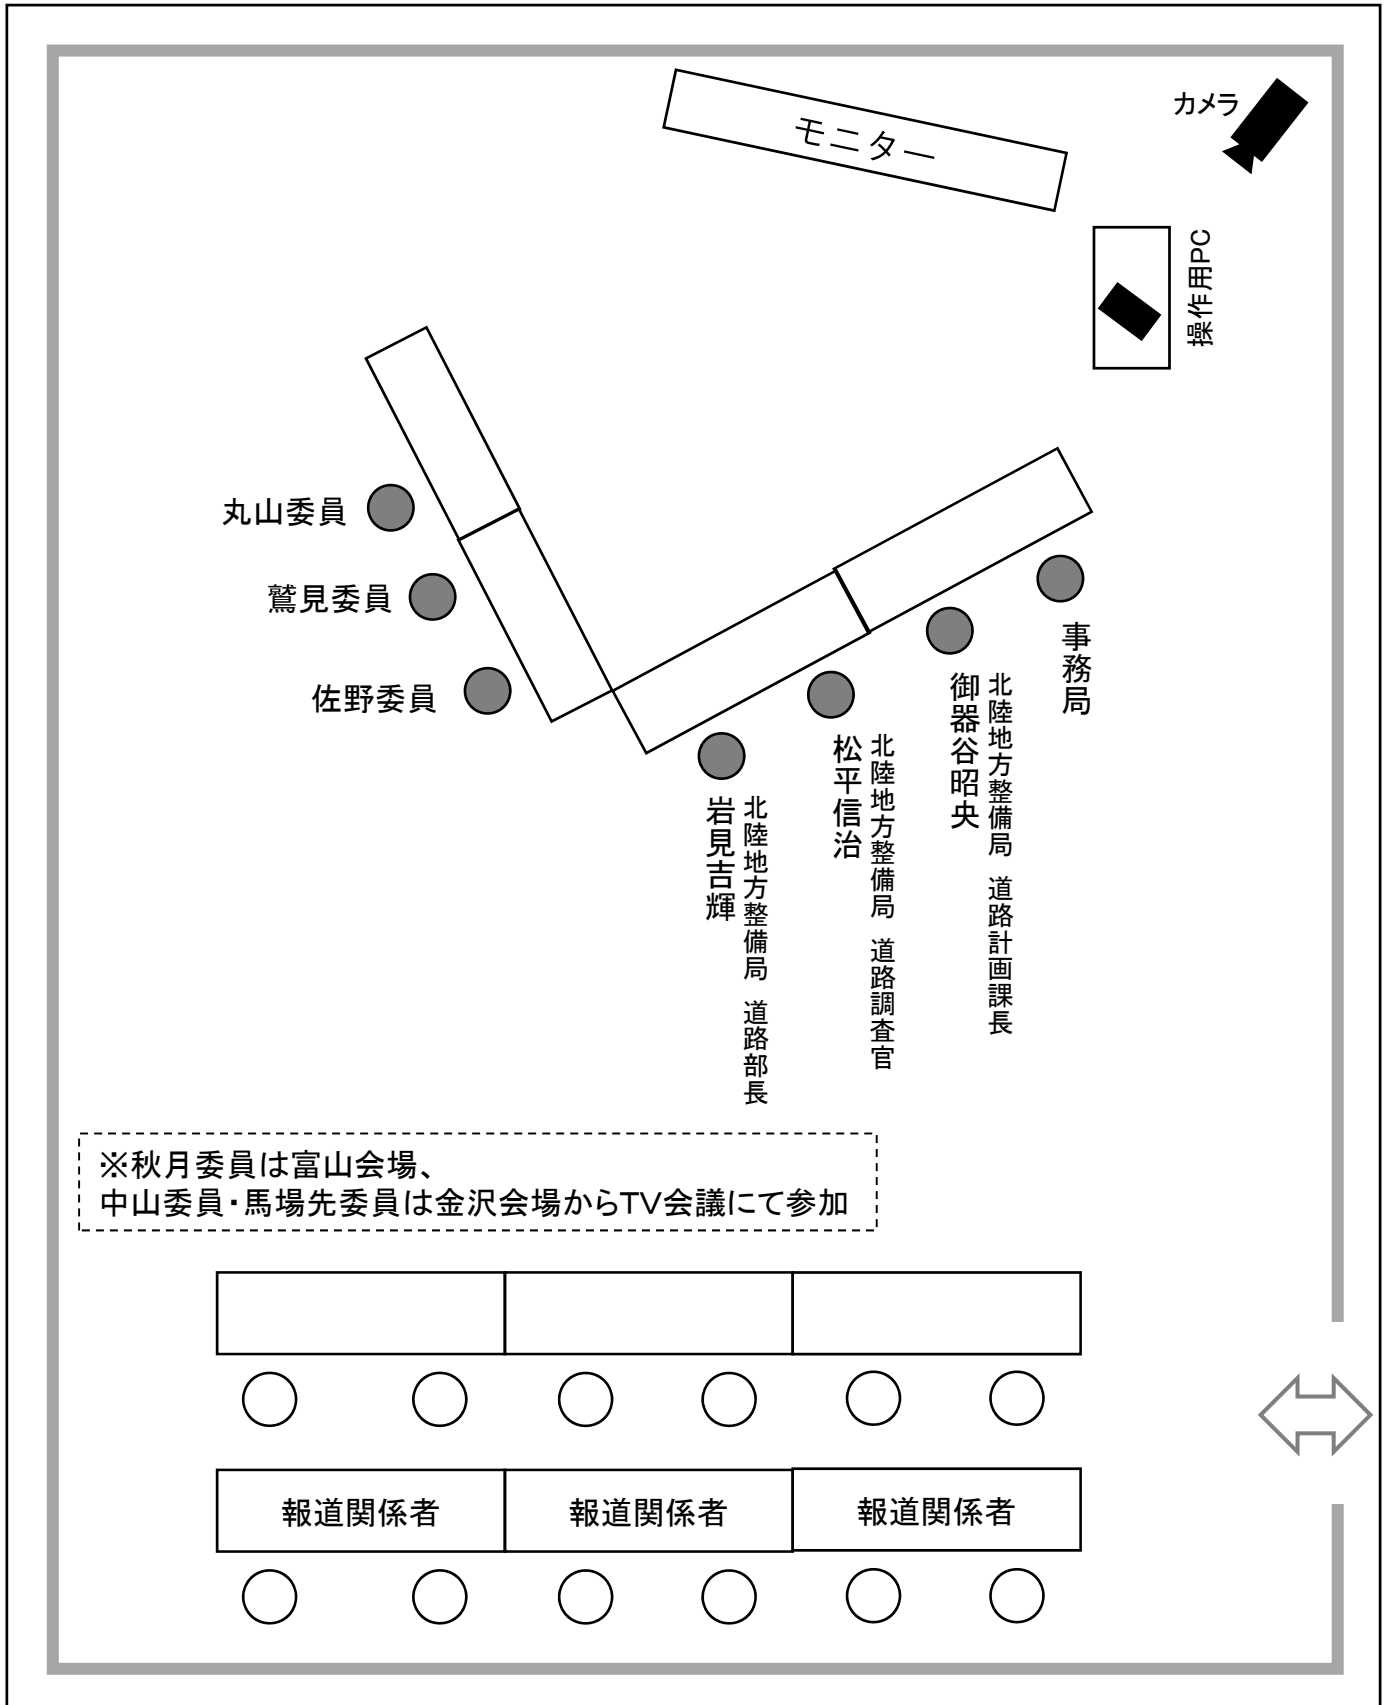 カメラ
モニター
操作用PC
丸山委員
鷲見委員
佐野委員
事務局
北陸地方整備局 道路計画課長
御器谷昭央
北陸地方整備局 道路調査官
松平信治
北陸地方整備局 道路部長
岩見吉輝
※秋月委員は富山会場、
中山委員・馬場先委員は金沢会場からTV会議にて参加
報道関係者
報道関係者
報道関係者